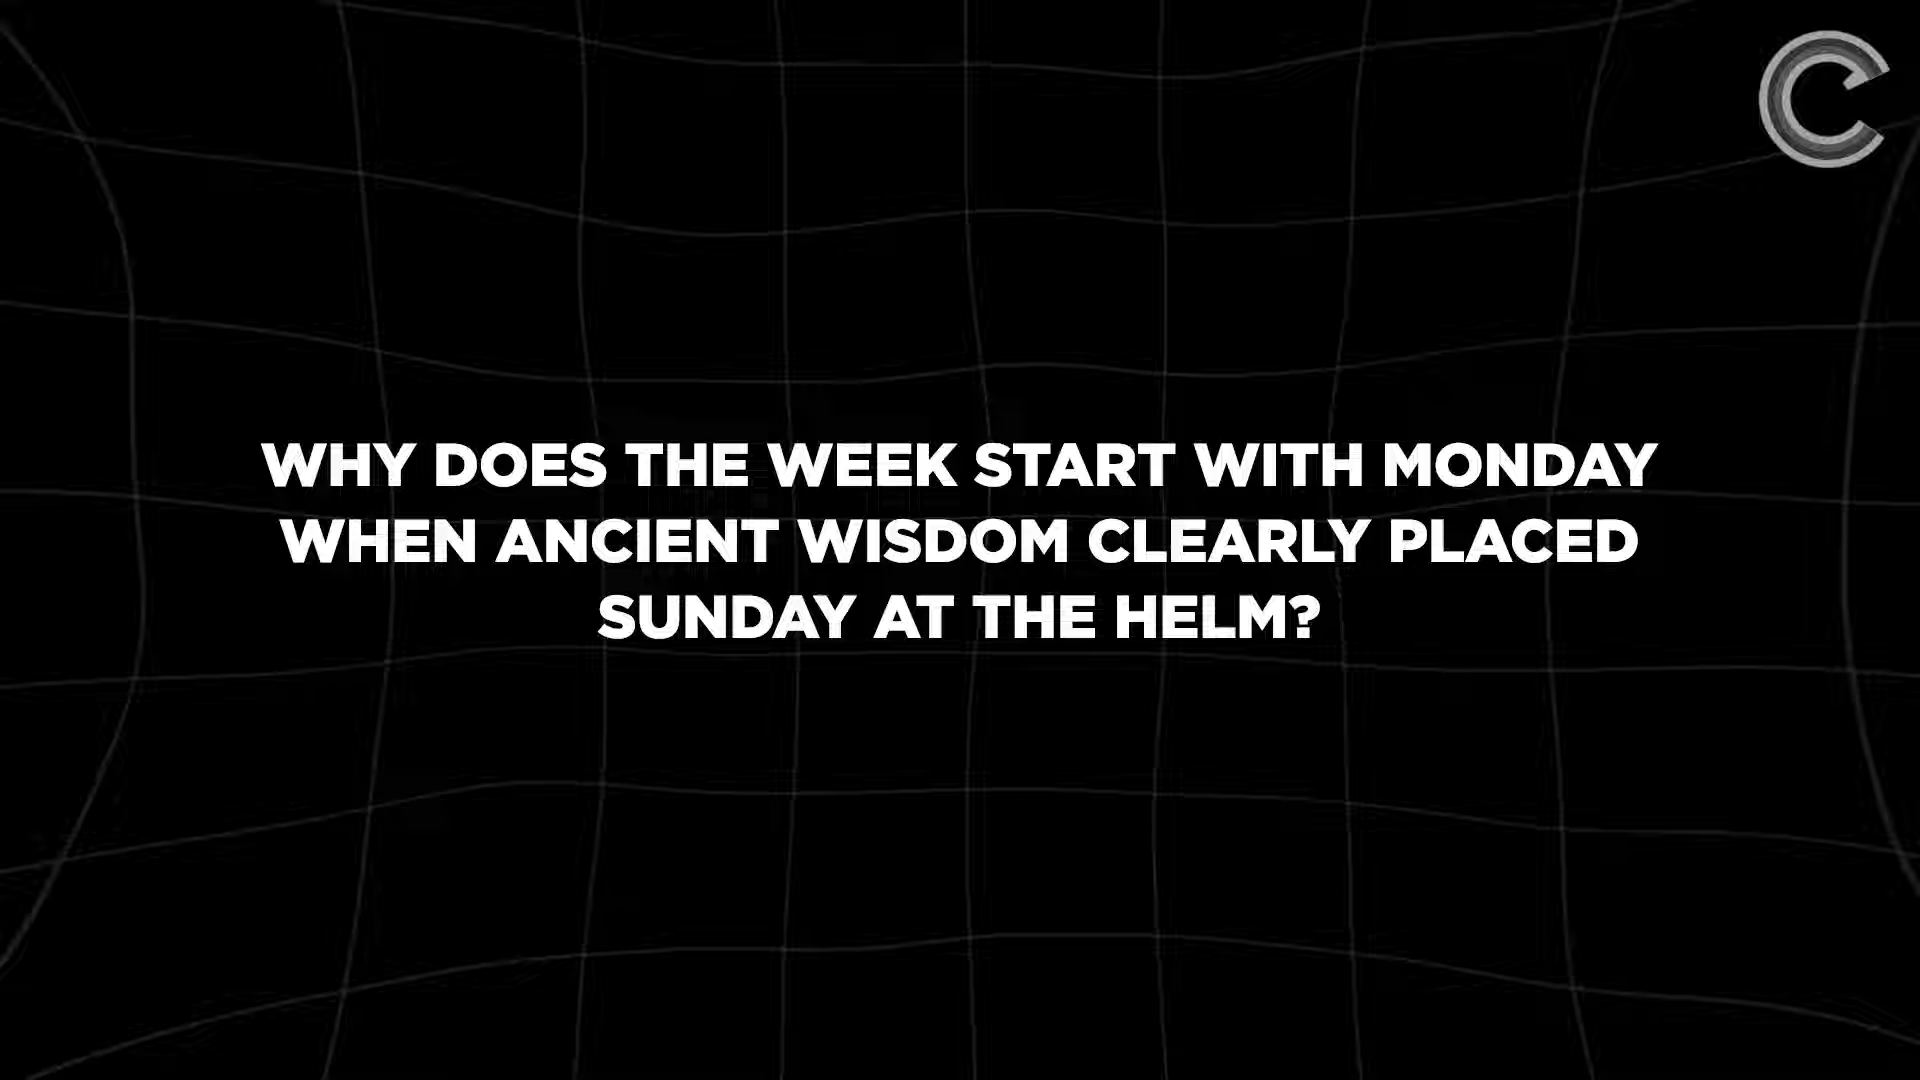 WHY DOES THE WEEK START WITH MONDAY
WHEN ANCIENT WISDOM CLEARLY PLACED
SUNDAY AT THE HELM?